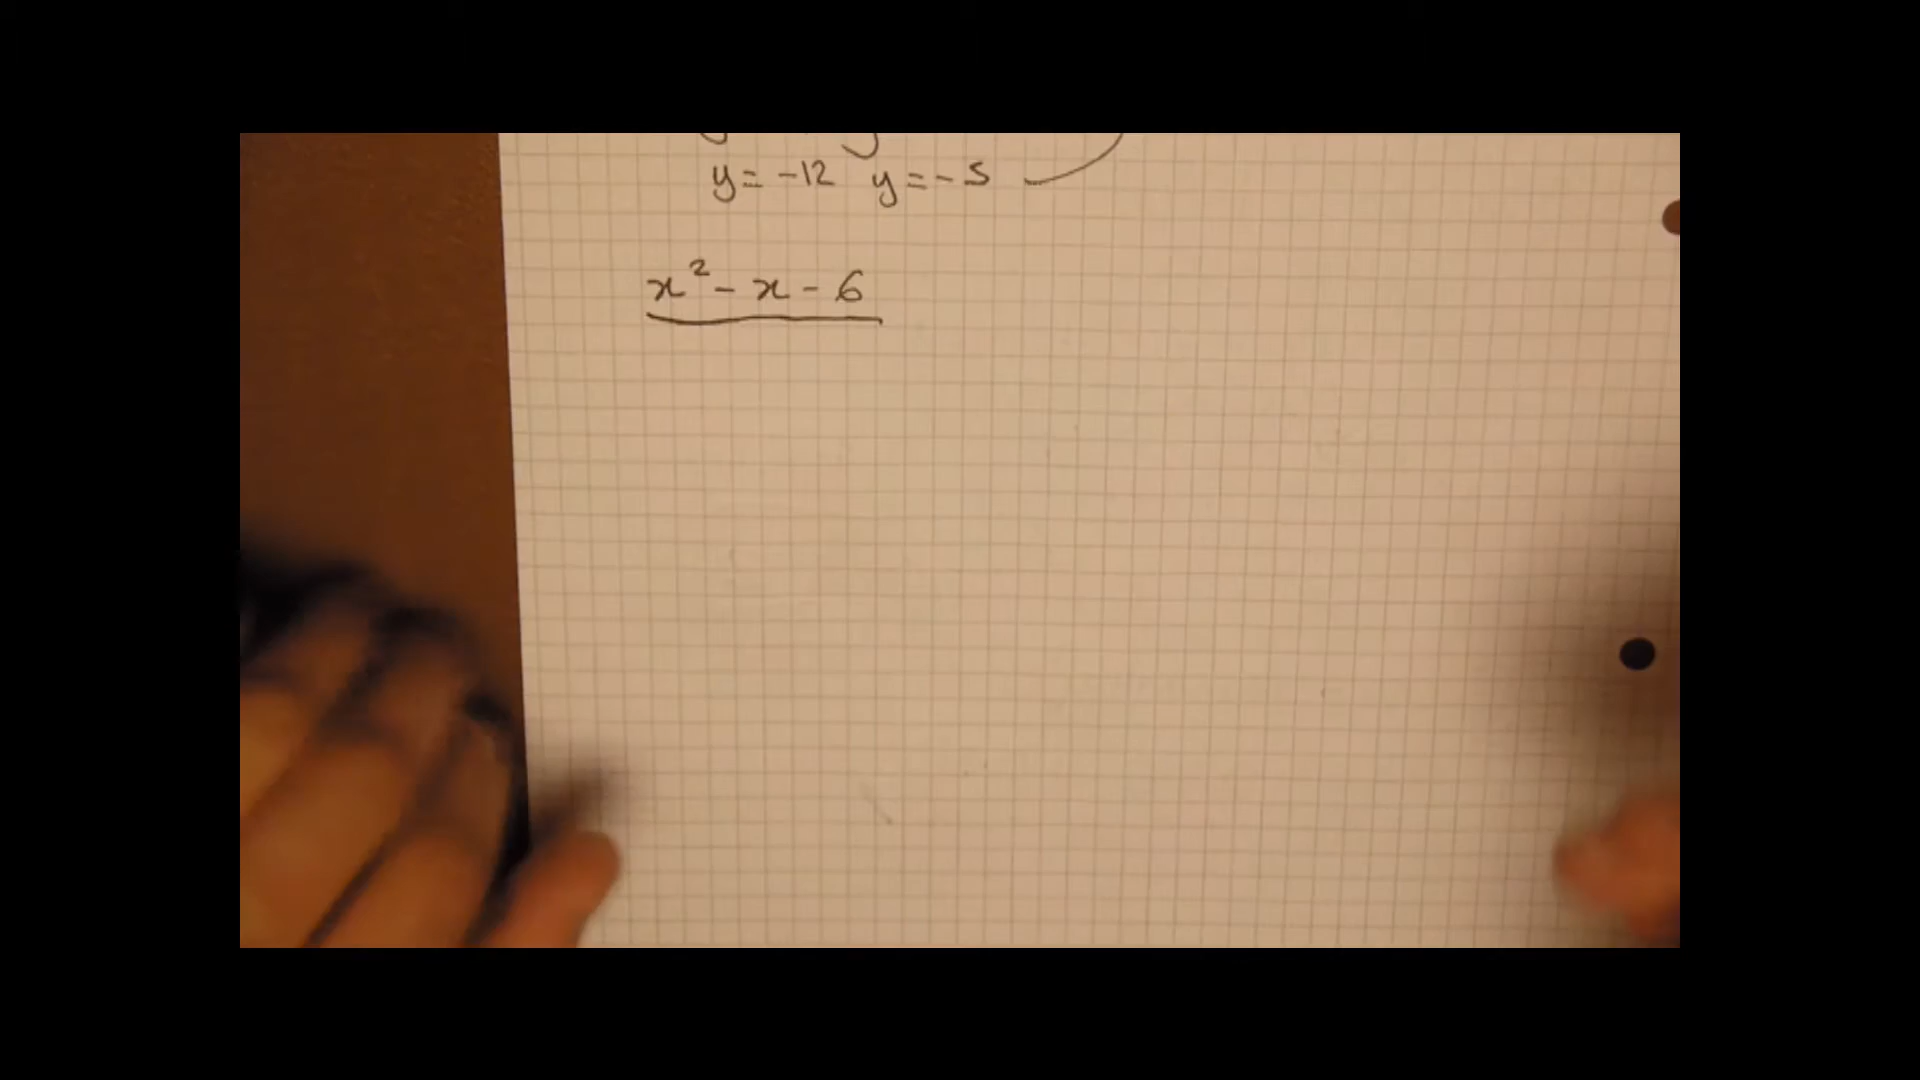 y = -12 y = -5
x² - x - 6